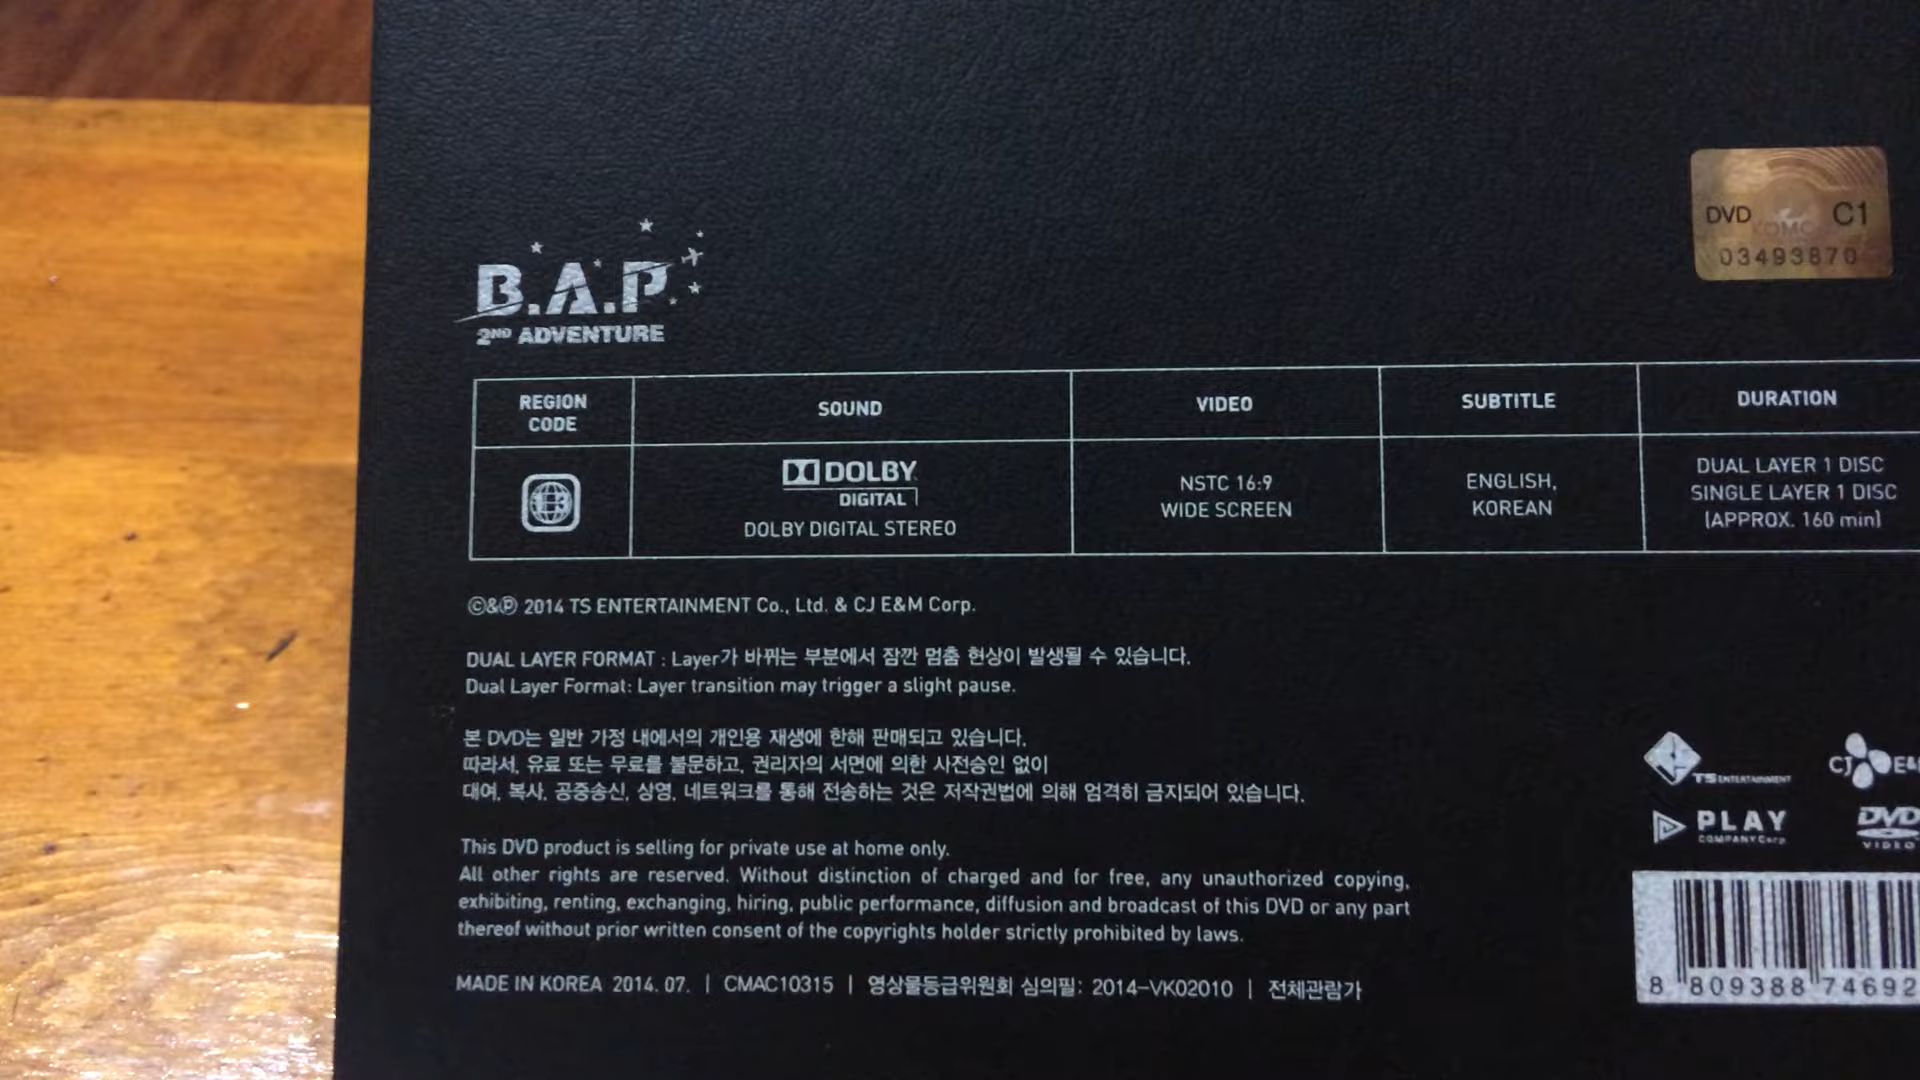 DVD C1
KOMC
03493870
B.A.P
2ND ADVENTURE
REGION CODE
SOUND
VIDEO
SUBTITLE
DURATION
DOLBY
DIGITAL
DOLBY DIGITAL STEREO
NSTC 16:9
WIDE SCREEN
ENGLISH,
KOREAN
DUAL LAYER 1 DISC
SINGLE LAYER 1 DISC
(APPROX. 160 min)
©&℗ 2014 TS ENTERTAINMENT Co., Ltd. & CJ E&M Corp.
DUAL LAYER FORMAT : Layer가 바뀌는 부분에서 잠깐 멈춤 현상이 발생될 수 있습니다.
Dual Layer Format: Layer transition may trigger a slight pause.
본 DVD는 일반 가정 내에서의 개인용 재생에 한해 판매되고 있습니다.
따라서, 유료 또는 무료를 불문하고, 권리자의 서면에 의한 사전승인 없이
대여, 복사, 공중송신, 상영, 네트워크를 통해 전송하는 것은 저작권법에 의해 엄격히 금지되어 있습니다.
This DVD product is selling for private use at home only.
All other rights are reserved. Without distinction of charged and for free, any unauthorized copying,
exhibiting, renting, exchanging, hiring, public performance, diffusion and broadcast of this DVD or any part
thereof without prior written consent of the copyrights holder strictly prohibited by laws.
MADE IN KOREA 2014. 07. | CMAC10315 | 영상물등급위원회 심의필: 2014-VK02010 | 전체관람가
TS ENTERTAINMENT
CJ E&
PLAY
COMPANY Corp
DVD
VIDEO
8 809388 74692